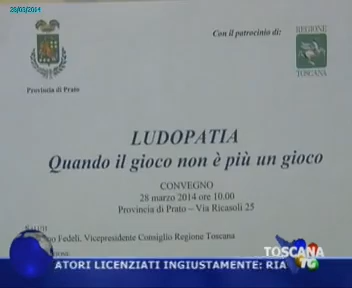 28/03/2014
Con il patrocinio di:
REGIONE
TOSCANA
Provincia di Prato
LUDOPATIA
Quando il gioco non è più un gioco
CONVEGNO
28 marzo 2014 ore 10.00
Provincia di Prato – Via Ricasoli 25
Fedeli, Vicepresidente Consiglio Regione Toscana
TOSCANA
TG
ATORI LICENZIATI INGIUSTAMENTE: RIA